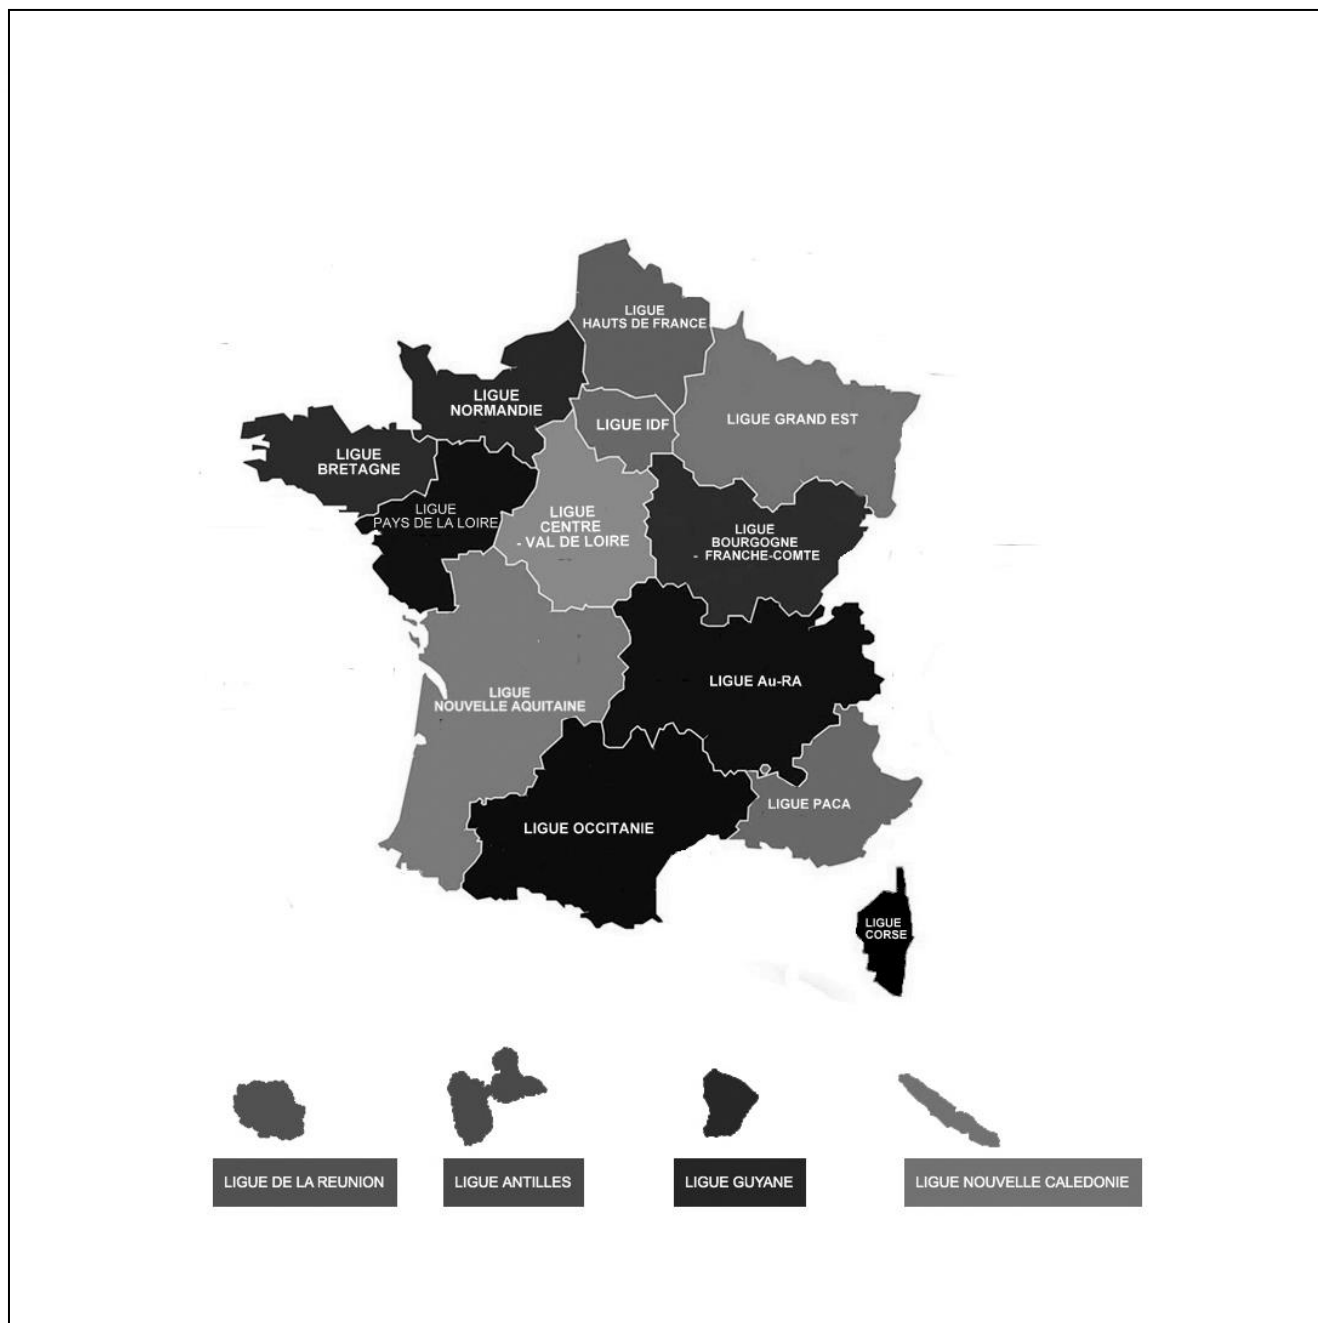 LIGUE
HAUTS DE FRANCE
LIGUE
NORMANDIE
LIGUE IDF
LIGUE GRAND EST
LIGUE
BRETAGNE
LIGUE
PAYS DE LA LOIRE
LIGUE
CENTRE
- VAL DE LOIRE
LIGUE
BOURGOGNE
- FRANCHE-COMTE
LIGUE Au-RA
LIGUE
NOUVELLE AQUITAINE
LIGUE PACA
LIGUE OCCITANIE
LIGUE
CORSE
LIGUE DE LA REUNION
LIGUE ANTILLES
LIGUE GUYANE
LIGUE NOUVELLE CALEDONIE